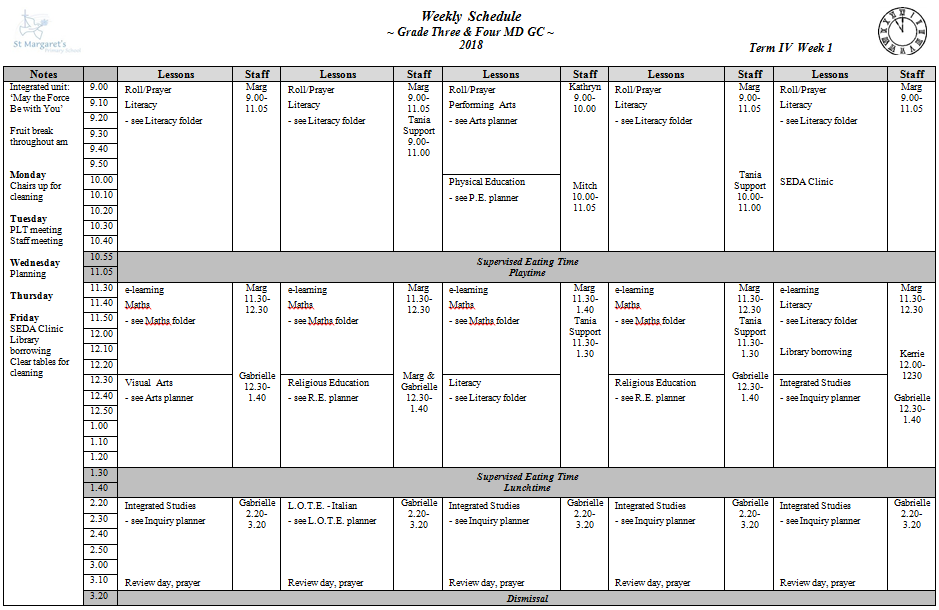 St Margaret's
Primary School
Weekly Schedule
~ Grade Three & Four MD GC ~
2018
Term IV Week 1
Notes Lessons Staff Lessons Staff Lessons Staff Lessons Staff Lessons Staff
Integrated unit:
'May the Force
Be with You'
Fruit break
throughout am
Monday
Chairs up for
cleaning
Tuesday
PLT meeting
Staff meeting
Wednesday
Planning
Thursday
Friday
SEDA Clinic
Library
borrowing
Clear tables for
cleaning
9.00
9.10
9.20
9.30
9.40
9.50
10.00
10.10
10.20
10.30
10.40
Roll/Prayer
Literacy
- see Literacy folder
Marg
9.00-
11.05
Roll/Prayer
Literacy
- see Literacy folder
Marg
9.00-
11.05
Tania
Support
9.00-
11.00
Roll/Prayer
Performing Arts
- see Arts planner
Physical Education
- see P.E. planner
Kathryn
9.00-
10.00
Mitch
10.00-
11.05
Roll/Prayer
Literacy
- see Literacy folder
Marg
9.00-
11.05
Tania
Support
10.00-
11.00
Roll/Prayer
Literacy
- see Literacy folder
SEDA Clinic
Marg
9.00-
11.05
10.55
11.05
Supervised Eating Time
Playtime
11.30
11.40
11.50
12.00
12.10
12.20
12.30
12.40
12.50
1.00
1.10
1.20
e-learning
Maths
- see Maths folder
Visual Arts
- see Arts planner
Marg
11.30-
12.30
Gabrielle
12.30-
1.40
e-learning
Maths
- see Maths folder
Religious Education
- see R.E. planner
Marg
11.30-
12.30
Marg &
Gabrielle
12.30-
1.40
e-learning
Maths
- see Maths folder
Literacy
- see Literacy folder
Marg
11.30-
1.40
Tania
Support
11.30-
1.30
e-learning
Maths
- see Maths folder
Religious Education
- see R.E. planner
Marg
11.30-
12.30
Tania
Support
11.30-
1.30
Gabrielle
12.30-
1.40
e-learning
Literacy
- see Literacy folder
Library borrowing
Integrated Studies
- see Inquiry planner
Marg
11.30-
12.30
Kerrie
12.00-
1230
Gabrielle
12.30-
1.40
1.30
1.40
Supervised Eating Time
Lunchtime
2.20
2.30
2.40
2.50
3.00
3.10
Integrated Studies
- see Inquiry planner
Review day, prayer
Gabrielle
2.20-
3.20
L.O.T.E. - Italian
- see L.O.T.E. planner
Review day, prayer
Gabrielle
2.20-
3.20
Integrated Studies
- see Inquiry planner
Review day, prayer
Gabrielle
2.20-
3.20
Integrated Studies
- see Inquiry planner
Review day, prayer
Gabrielle
2.20-
3.20
Integrated Studies
- see Inquiry planner
Review day, prayer
Gabrielle
2.20-
3.20
3.20
Dismissal